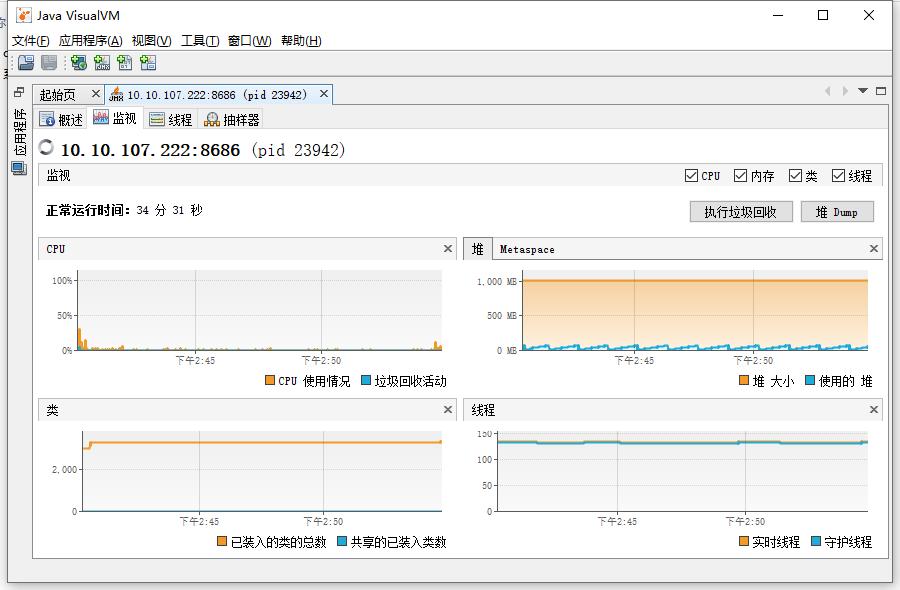 Java VisualVM
文件(F) 应用程序(A) 视图(V) 工具(T) 窗口(W) 帮助(H)
应用程序
起始页 10.10.107.222:8686 (pid 23942)
概述 监视 线程 抽样器
10.10.107.222:8686 (pid 23942)
监视 CPU 内存 类 线程
正常运行时间: 34 分 31 秒
执行垃圾回收 堆 Dump
CPU
100%
50%
0%
下午2:45 下午2:50
CPU 使用情况 垃圾回收活动
堆 Metaspace
1,000 MB
500 MB
0 MB
下午2:45 下午2:50
堆 大小 使用的 堆
类
2,000
0
下午2:45 下午2:50
已装入的类的总数 共享的已装入类数
线程
150
100
50
0
下午2:45 下午2:50
实时线程 守护线程